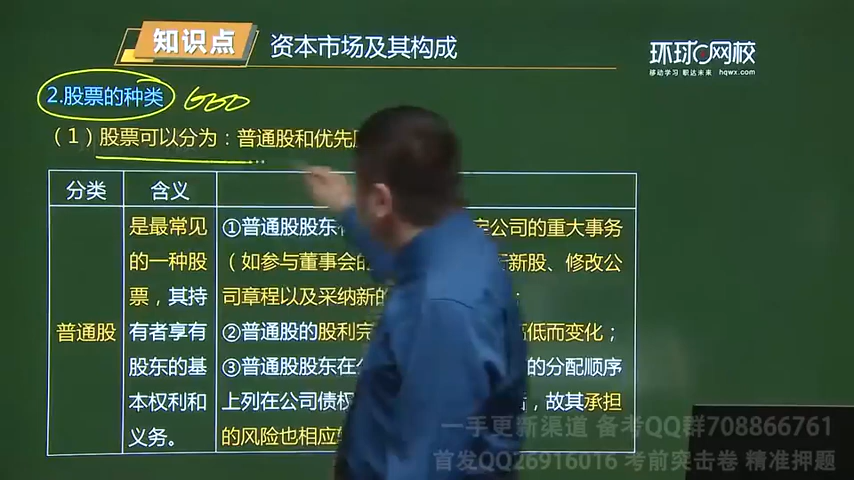 知识点 资本市场及其构成
环球网校
移动学习 职达未来 hqwx.com
2.股票的种类
（1）股票可以分为：普通股和优先
分类 含义
普通股
是最常见
的一种股
票，其持
有者享有
股东的基
本权利和
义务。
①普通股股东 公司的重大事务
（如参与董事会的 新股、修改公
司章程以及采纳新的
②普通股的股利完 高低而变化；
③普通股股东在 的分配顺序
上列在公司债权 ，故其承担
的风险也相应
一手更新渠道 备考QQ群708866761
首发QQ26916016 考前突击卷 精准押题